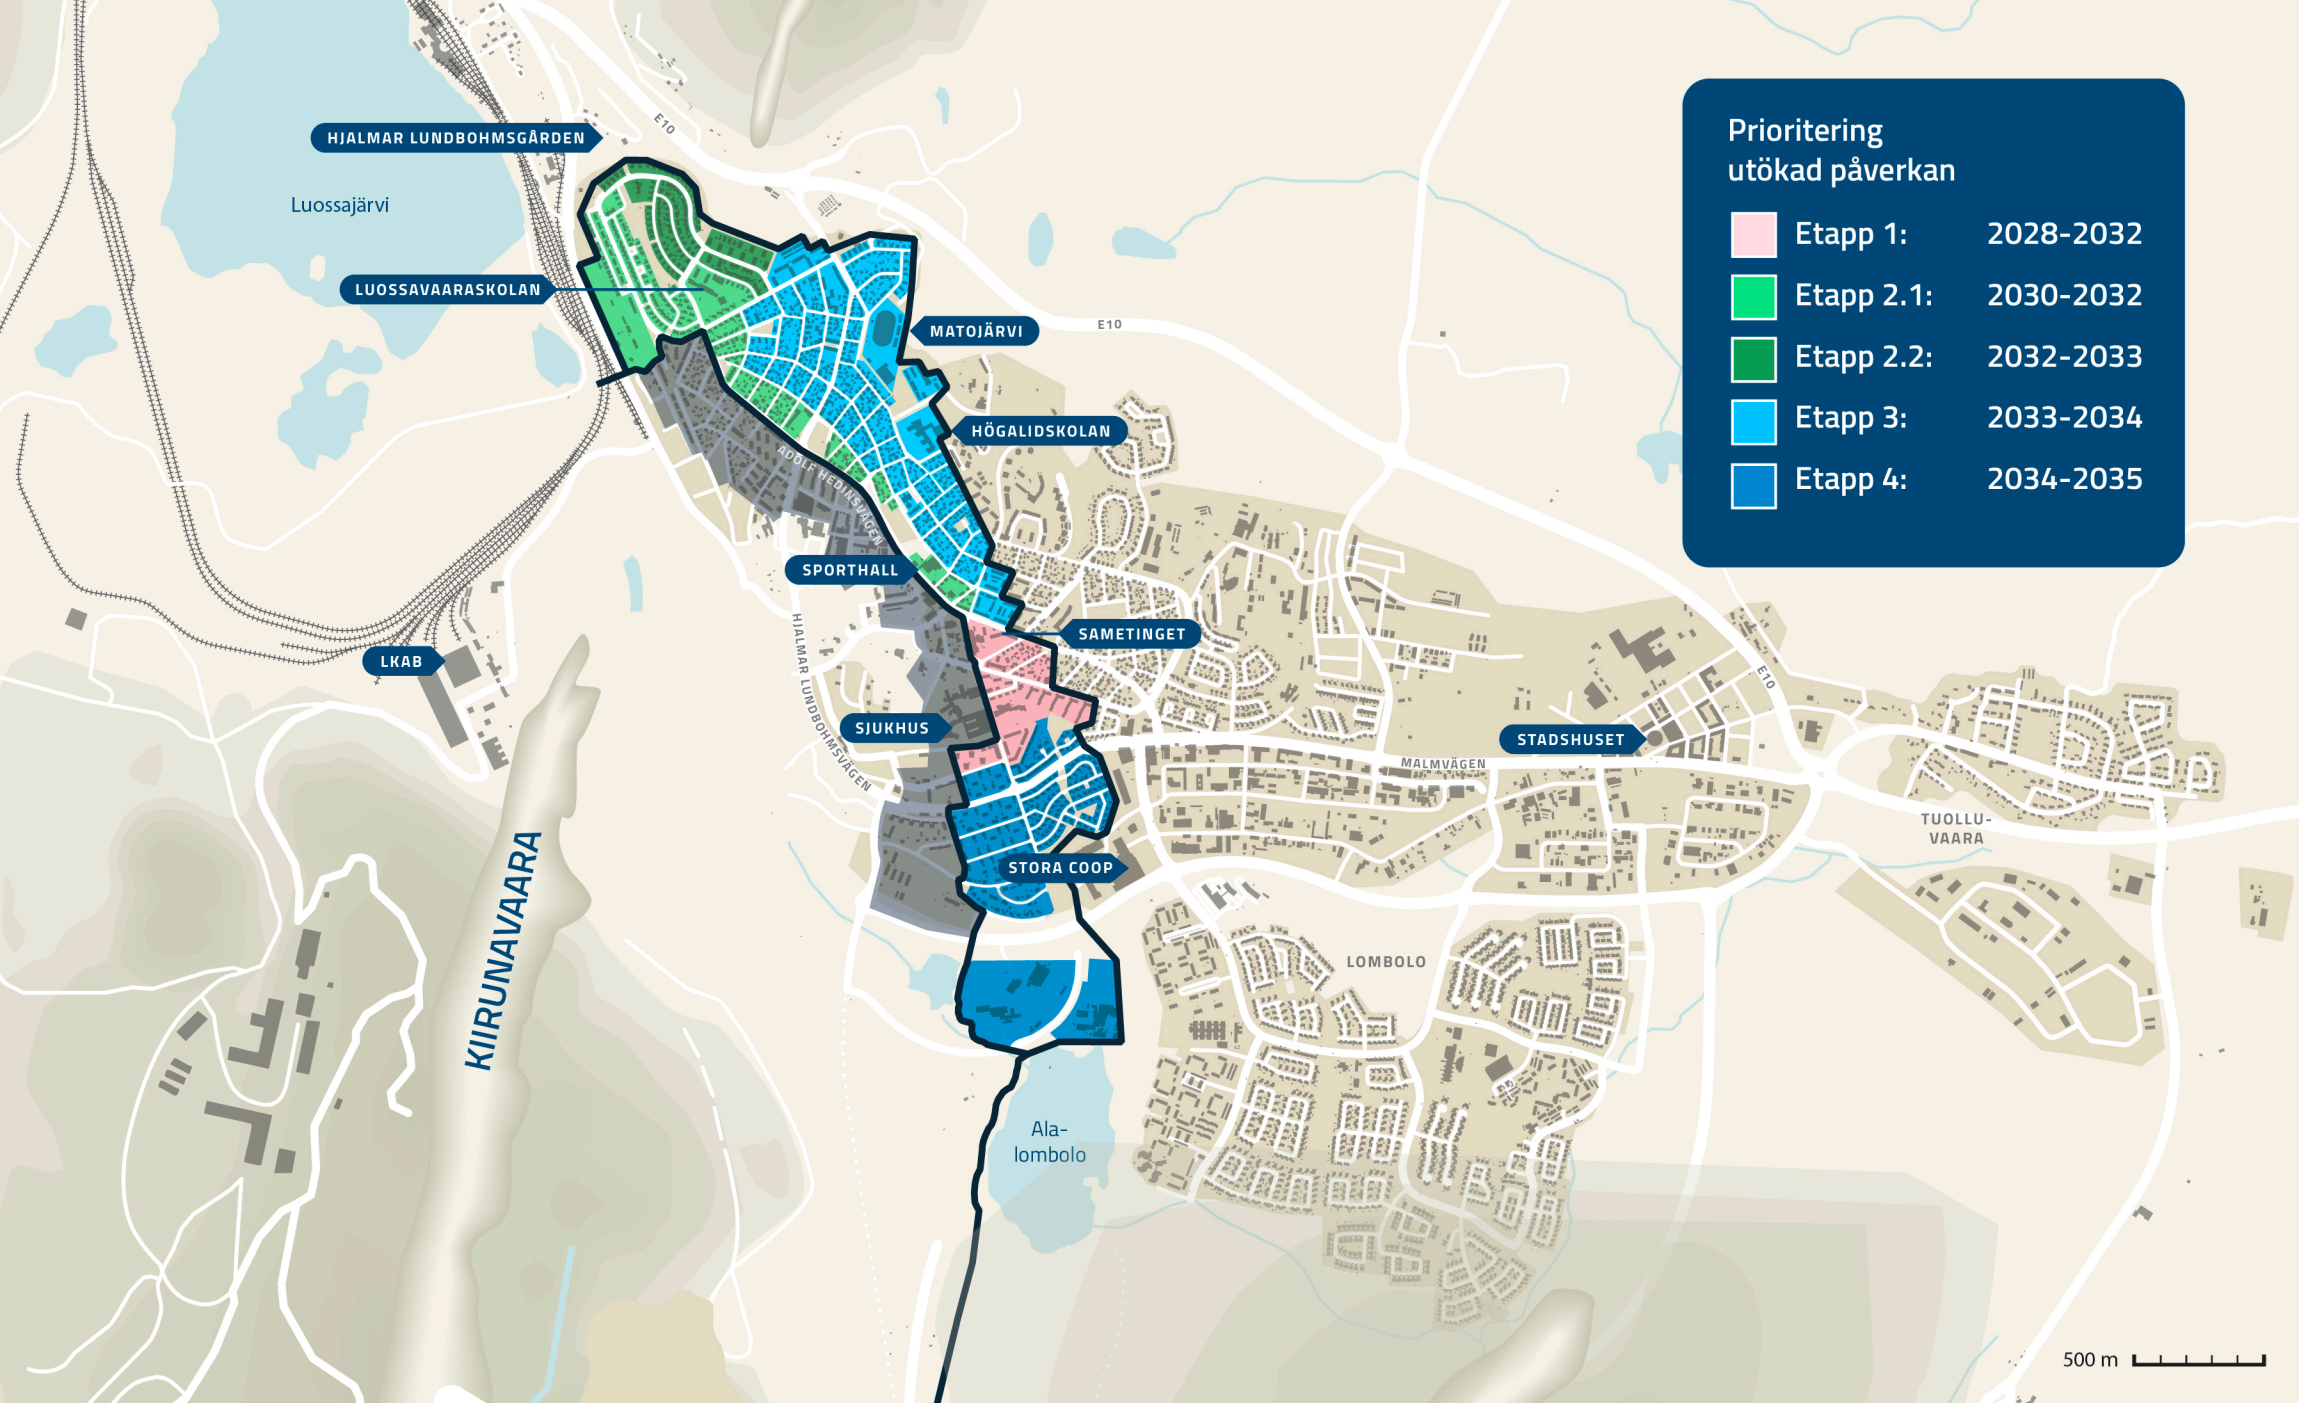 E10
HJALMAR LUNDBOHMSGÅRDEN
Luossajärvi
LUOSSAVAARASKOLAN
MATOJÄRVI
E10
HÖGALIDSKOLAN
ADOLF HEDINSVÄGEN
SPORTHALL
HJALMAR LUNDBOHMSVÄGEN
SAMETINGET
LKAB
SJUKHUS
STADSHUSET
E10
MALMVÄGEN
TUOLLU-
VAARA
KIIRUNAVAARA
STORA COOP
LOMBOLO
Ala-
lombolo
Prioritering
utökad påverkan
Etapp 1: 2028-2032
Etapp 2.1: 2030-2032
Etapp 2.2: 2032-2033
Etapp 3: 2033-2034
Etapp 4: 2034-2035
500 m